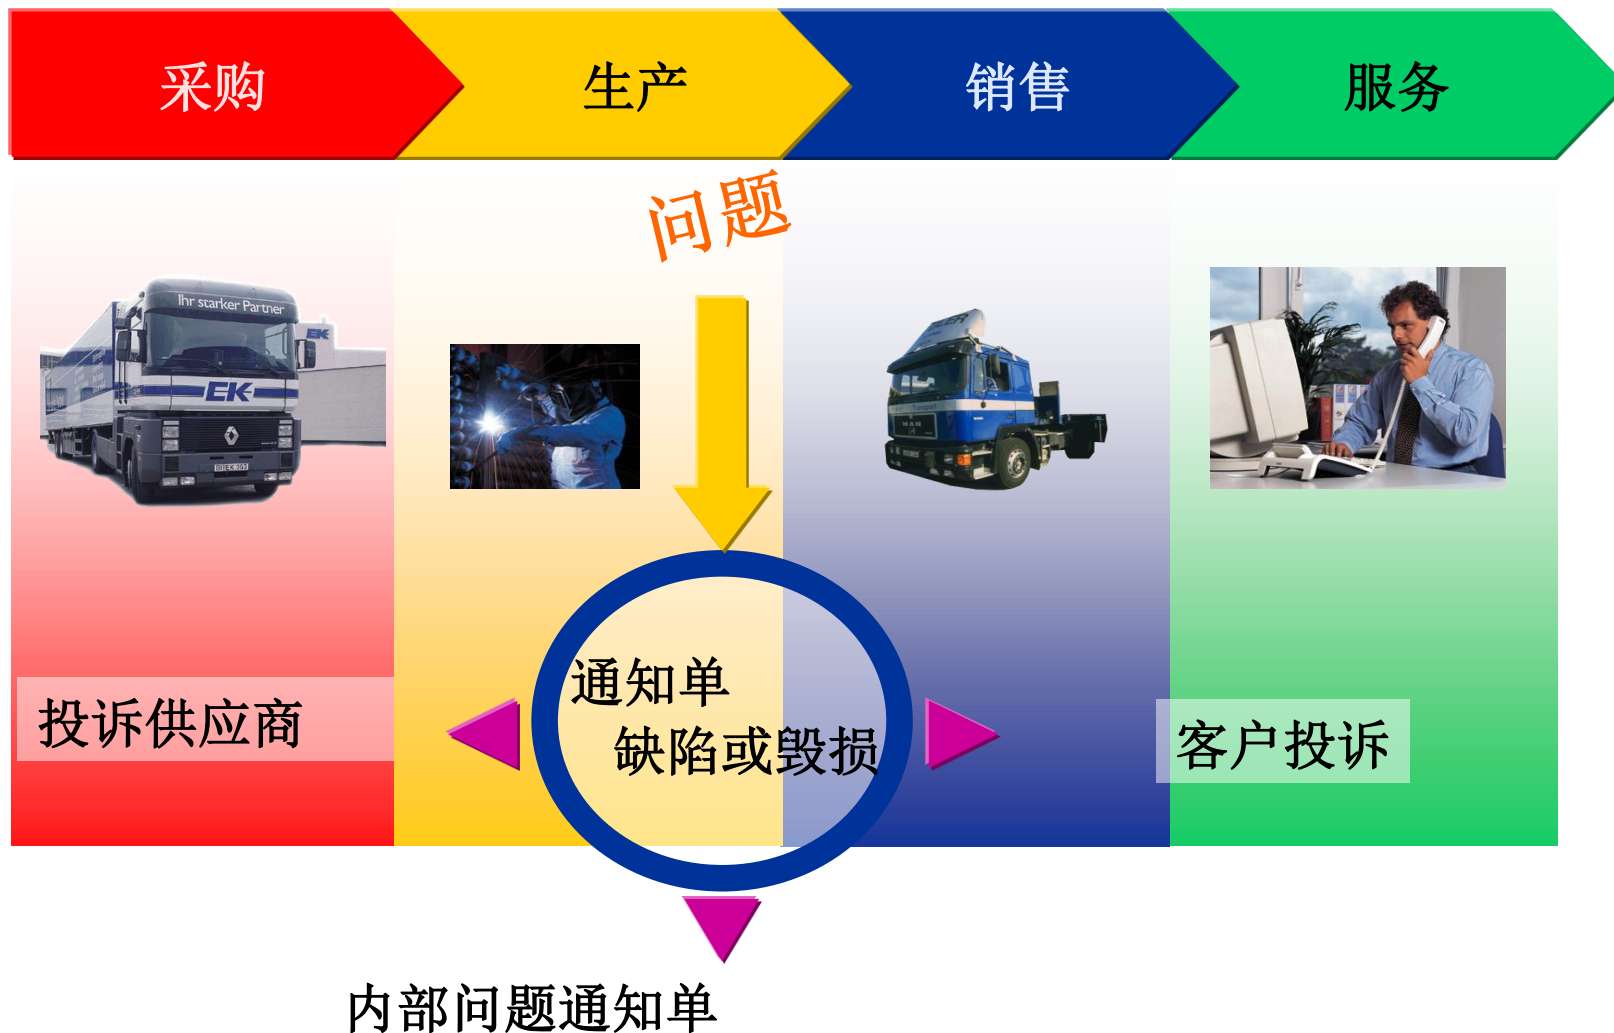 采购
生产
销售
服务
问题
Ihr starker Partner
EK
EK
MAN
通知单
缺陷或毁损
投诉供应商
客户投诉
内部问题通知单